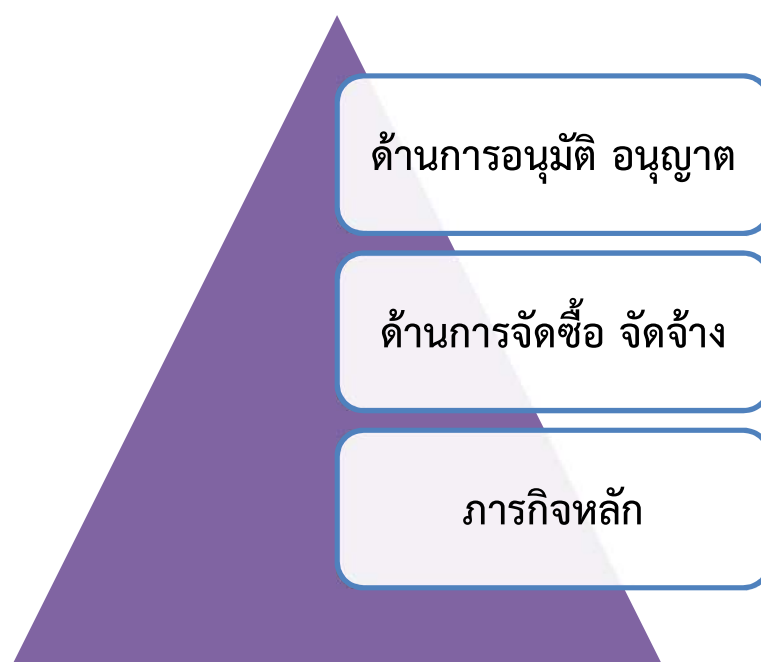 ด้านการอนุมัติ อนุญาต
ด้านการจัดซื้อ จัดจ้าง
ภารกิจหลัก